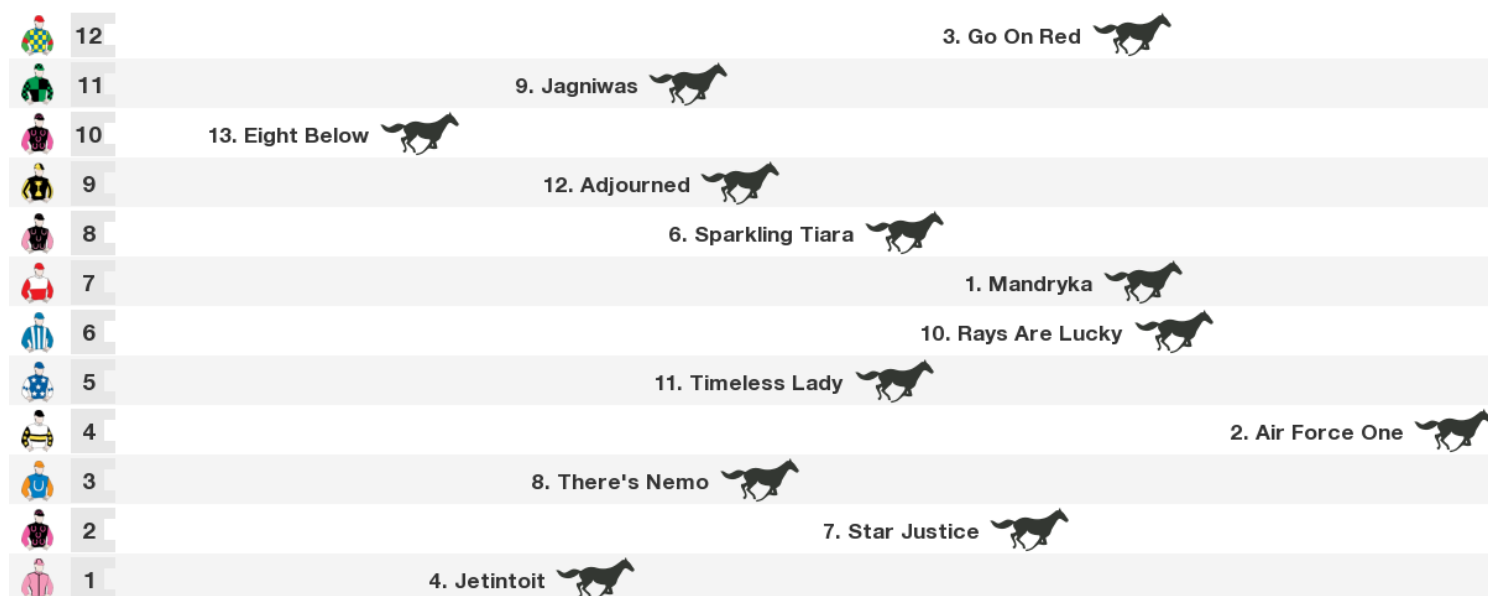 12 3. Go On Red
11 9. Jagniwas
10 13. Eight Below
9 12. Adjourned
8 6. Sparkling Tiara
7 1. Mandryka
6 10. Rays Are Lucky
5 11. Timeless Lady
4 2. Air Force One
3 8. There's Nemo
2 7. Star Justice
1 4. Jetintoit